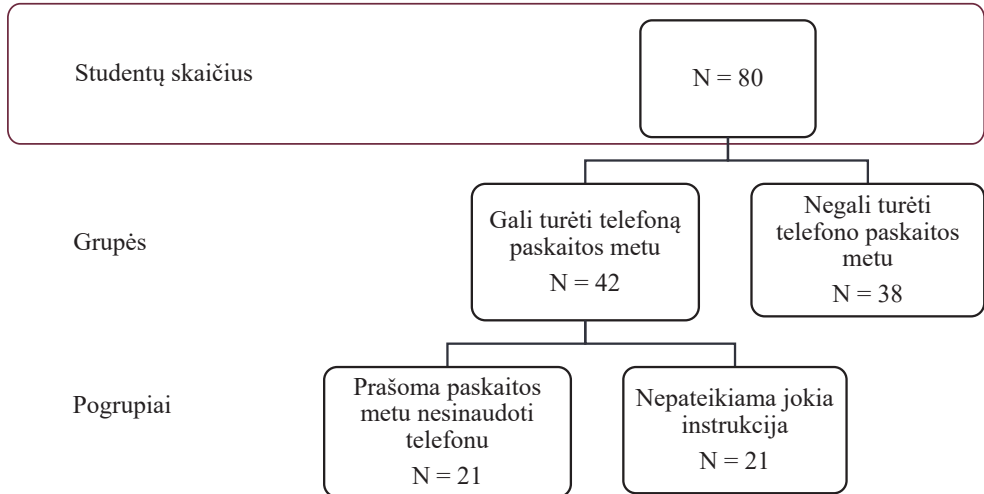 Studentų skaičius
N = 80
Grupės
Gali turėti telefoną
paskaitos metu
N = 42
Negali turėti
telefono paskaitos
metu
N = 38
Pogrupiai
Prašoma paskaitos
metu nesinaudoti
telefonu
N = 21
Nepateikiama jokia
instrukcija
N = 21